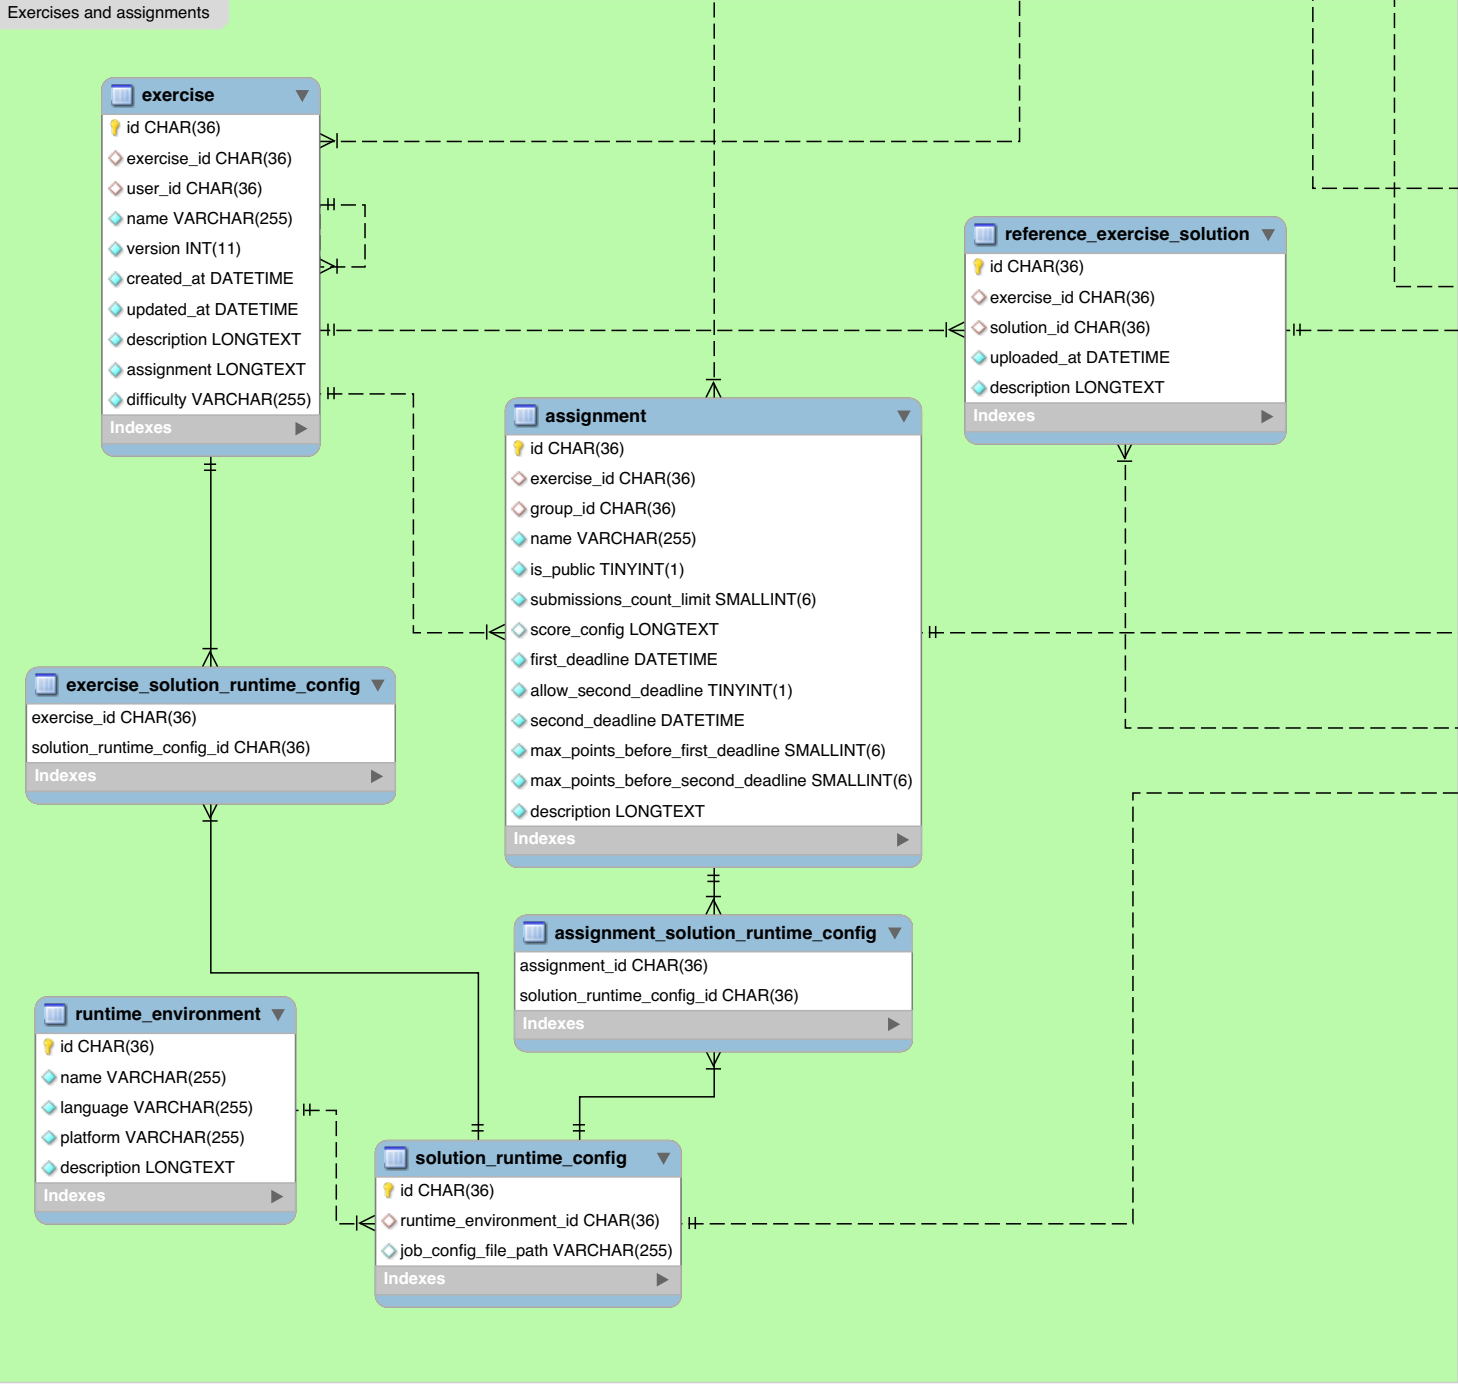 Exercises and assignments
exercise
id CHAR(36)
exercise_id CHAR(36)
user_id CHAR(36)
name VARCHAR(255)
version INT(11)
created_at DATETIME
updated_at DATETIME
description LONGTEXT
assignment LONGTEXT
difficulty VARCHAR(255)
Indexes
reference_exercise_solution
id CHAR(36)
exercise_id CHAR(36)
solution_id CHAR(36)
uploaded_at DATETIME
description LONGTEXT
Indexes
assignment
id CHAR(36)
exercise_id CHAR(36)
group_id CHAR(36)
name VARCHAR(255)
is_public TINYINT(1)
submissions_count_limit SMALLINT(6)
score_config LONGTEXT
first_deadline DATETIME
allow_second_deadline TINYINT(1)
second_deadline DATETIME
max_points_before_first_deadline SMALLINT(6)
max_points_before_second_deadline SMALLINT(6)
description LONGTEXT
Indexes
exercise_solution_runtime_config
exercise_id CHAR(36)
solution_runtime_config_id CHAR(36)
Indexes
assignment_solution_runtime_config
assignment_id CHAR(36)
solution_runtime_config_id CHAR(36)
Indexes
runtime_environment
id CHAR(36)
name VARCHAR(255)
language VARCHAR(255)
platform VARCHAR(255)
description LONGTEXT
Indexes
solution_runtime_config
id CHAR(36)
runtime_environment_id CHAR(36)
job_config_file_path VARCHAR(255)
Indexes